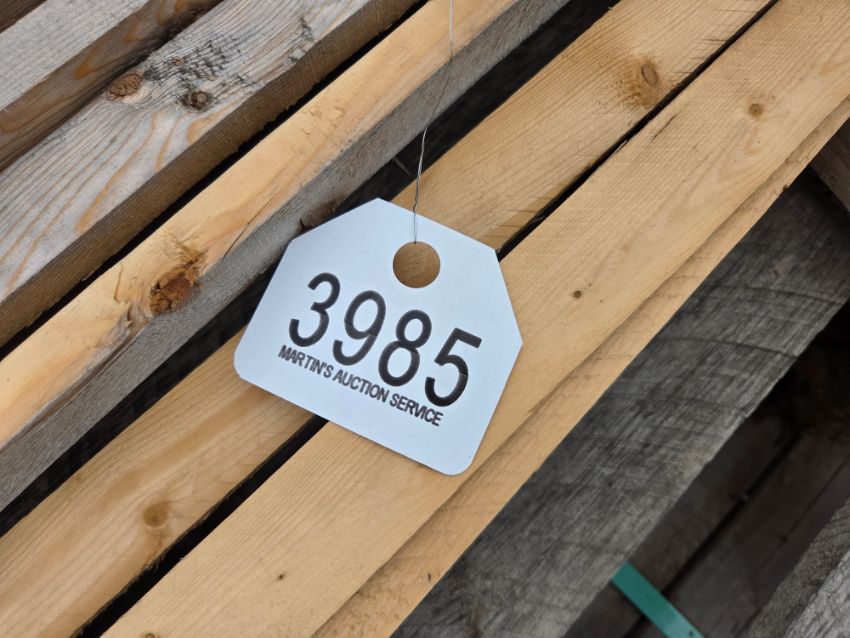 3985
MARTIN'S AUCTION SERVICE